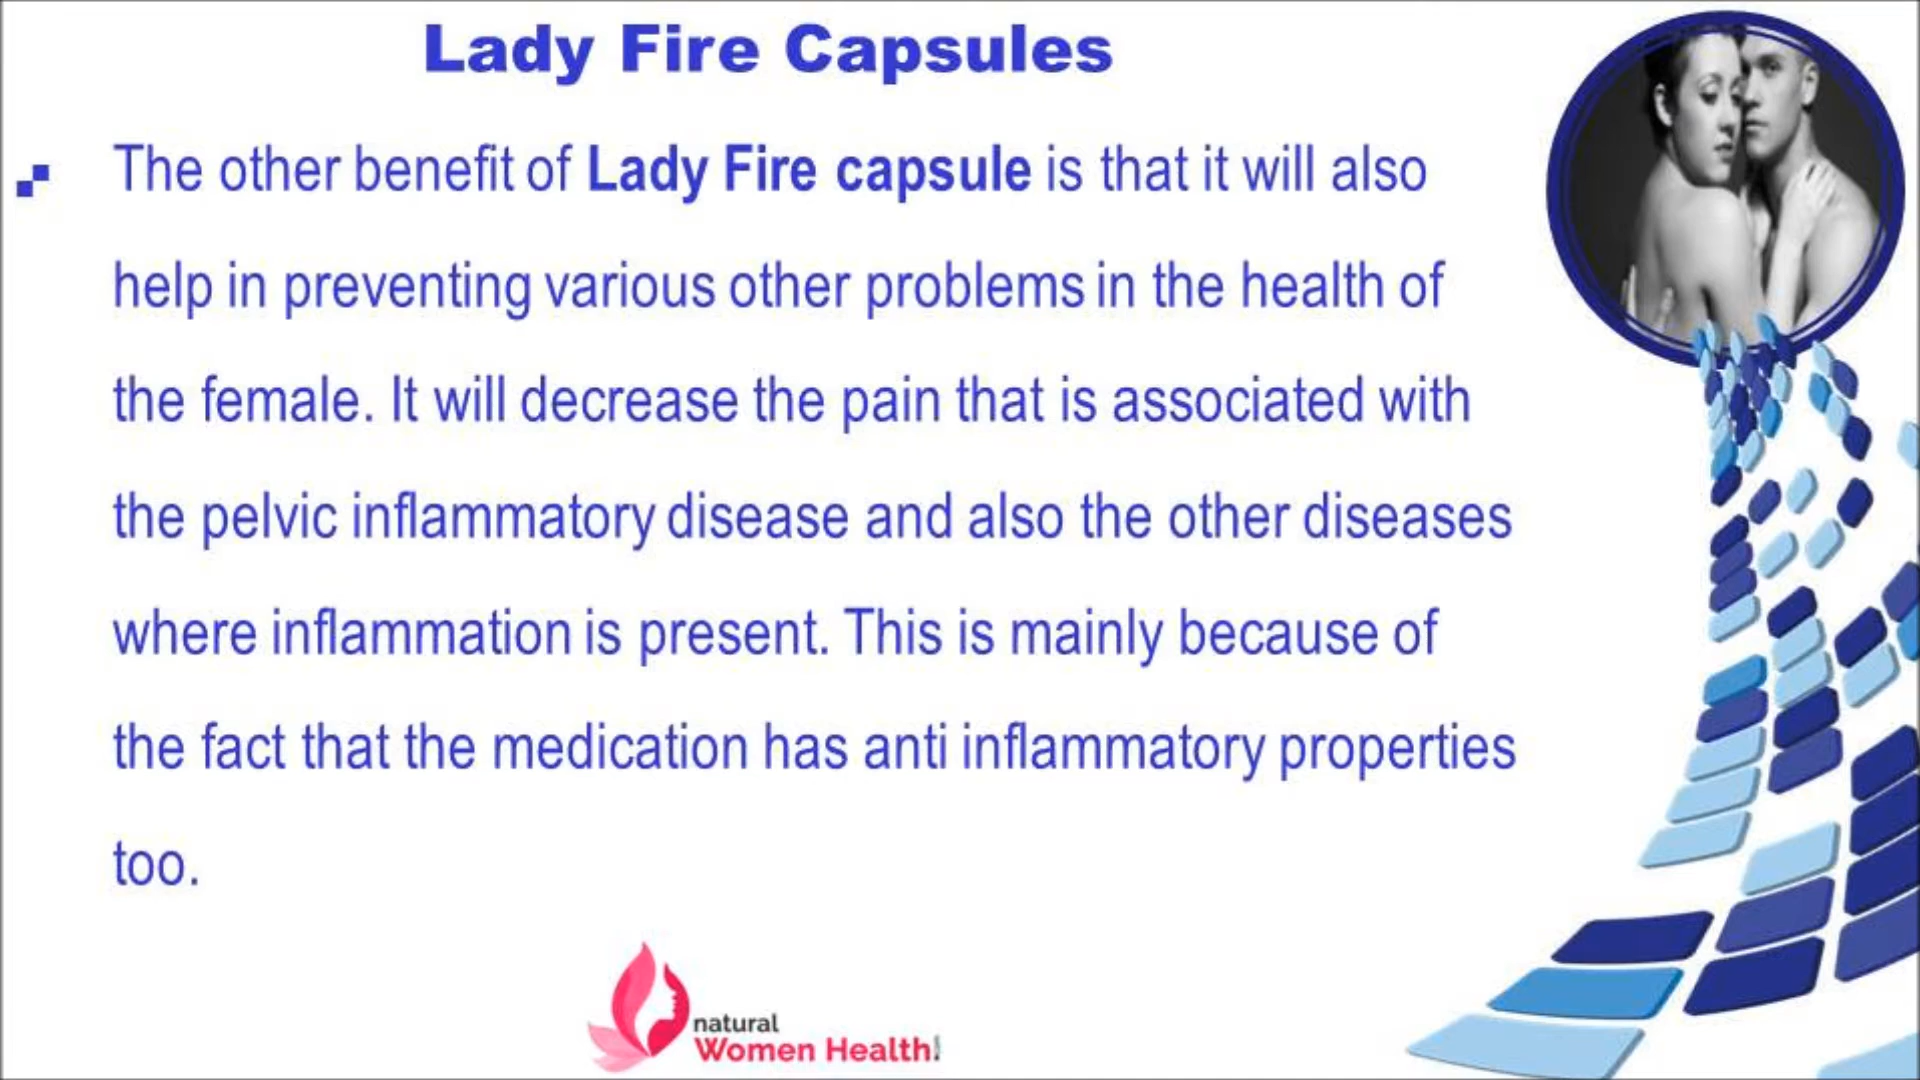 Lady Fire Capsules
The other benefit of Lady Fire capsule is that it will also
help in preventing various other problems in the health of
the female. It will decrease the pain that is associated with
the pelvic inflammatory disease and also the other diseases
where inflammation is present. This is mainly because of
the fact that the medication has anti inflammatory properties
too.
natural
Women Health!